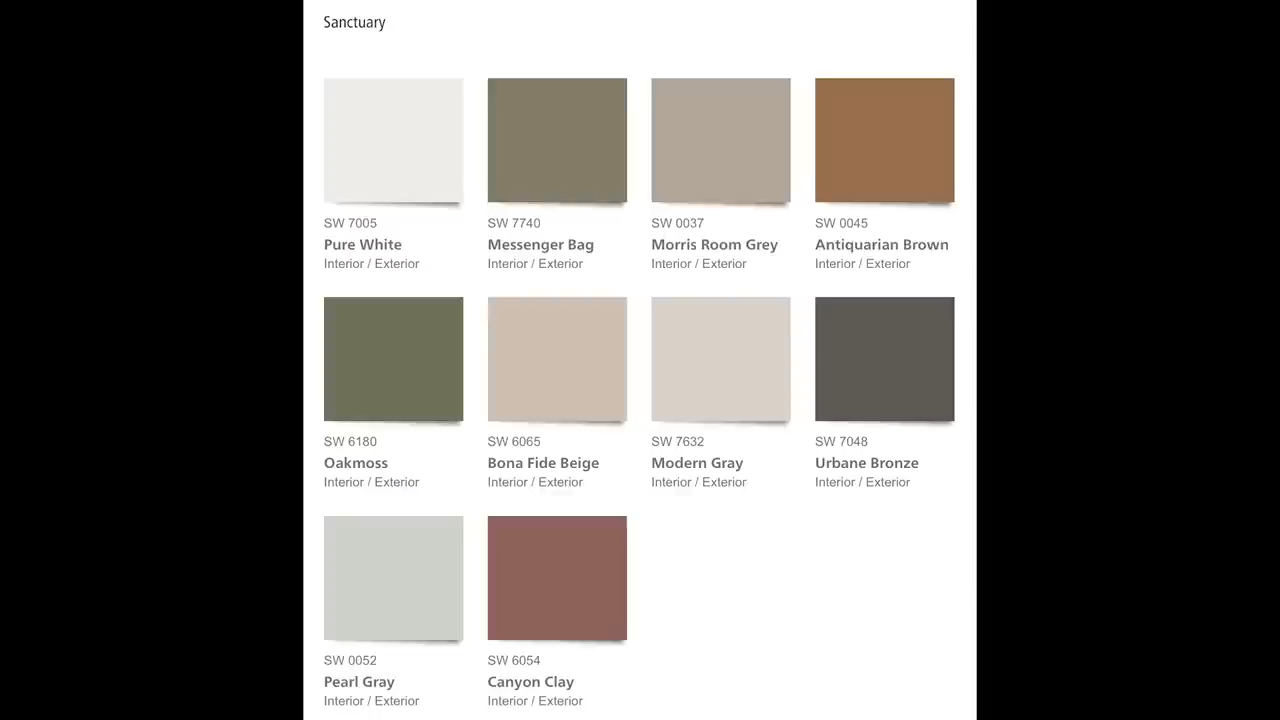 Sanctuary
SW 7005
Pure White
Interior / Exterior
SW 7740
Messenger Bag
Interior / Exterior
SW 0037
Morris Room Grey
Interior / Exterior
SW 0045
Antiquarian Brown
Interior / Exterior
SW 6180
Oakmoss
Interior / Exterior
SW 6065
Bona Fide Beige
Interior / Exterior
SW 7632
Modern Gray
Interior / Exterior
SW 7048
Urbane Bronze
Interior / Exterior
SW 0052
Pearl Gray
Interior / Exterior
SW 6054
Canyon Clay
Interior / Exterior